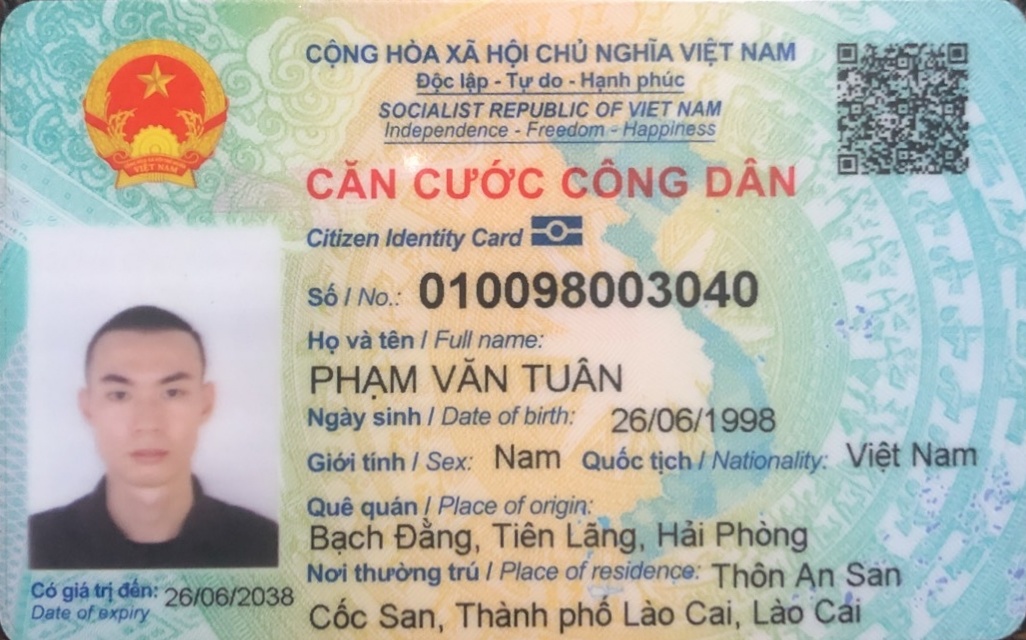 CỘNG HÒA XÃ HỘI CHỦ NGHĨA VIỆT NAM
Độc lập - Tự do - Hạnh phúc
SOCIALIST REPUBLIC OF VIET NAM
Independence - Freedom - Happiness
VIỆT NAM
CĂN CƯỚC CÔNG DÂN
Citizen Identity Card
Số / No.: 010098003040
Họ và tên / Full name:
PHẠM VĂN TUÂN
Ngày sinh / Date of birth: 26/06/1998
Giới tính / Sex: Nam Quốc tịch / Nationality: Việt Nam
Quê quán / Place of origin:
Bạch Đằng, Tiên Lãng, Hải Phòng
Nơi thường trú / Place of residence: Thôn An San
Cốc San, Thành phố Lào Cai, Lào Cai
Có giá trị đến: 26/06/2038
Date of expiry